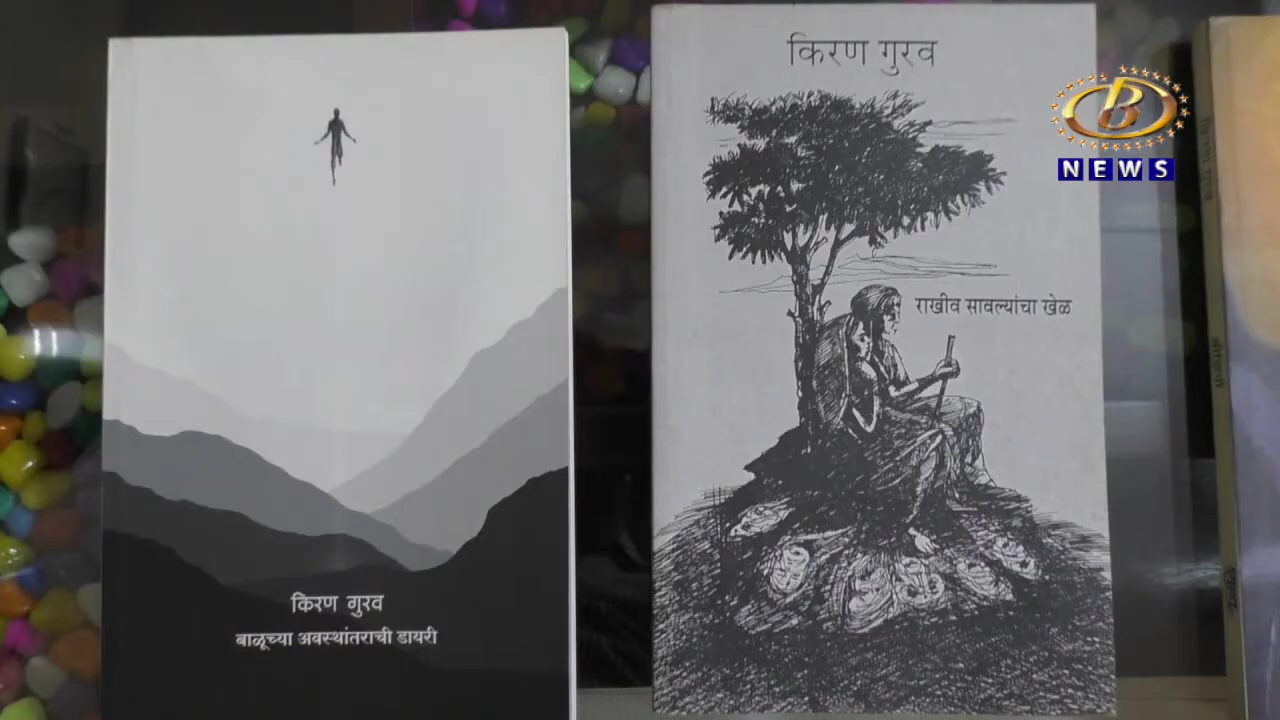 किरण गुरव
बाळूच्या अवस्थांतराची डायरी
किरण गुरव
राखीव सावल्यांचा खेळ
B
NEWS